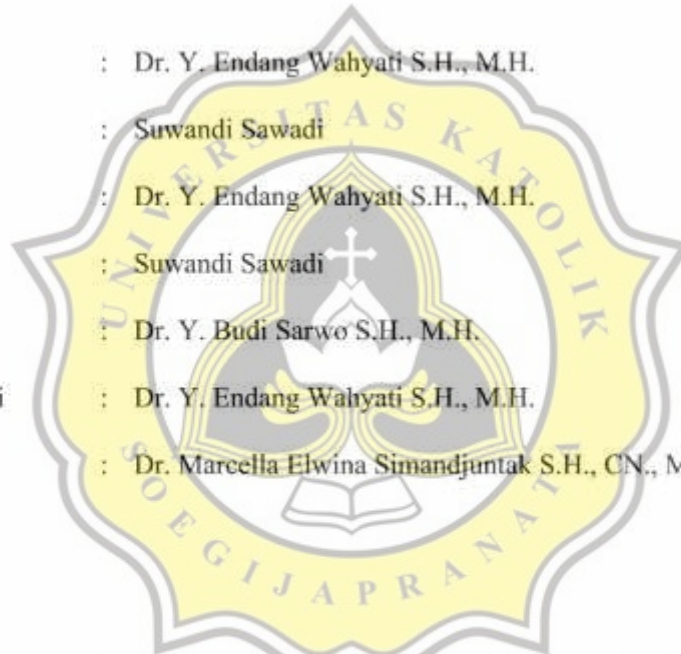 : Dr. Y. Endang Wahyati S.H., M.H.
: Suwandi Sawadi
: Dr. Y. Endang Wahyati S.H., M.H.
: Suwandi Sawadi
: Dr. Y. Budi Sarwo S.H., M.H.
i : Dr. Y. Endang Wahyati S.H., M.H.
: Dr. Marcella Elwina Simandjuntak S.H., CN., M
UNIVERSITAS KATOLIK
SOEGIJAPRANATA